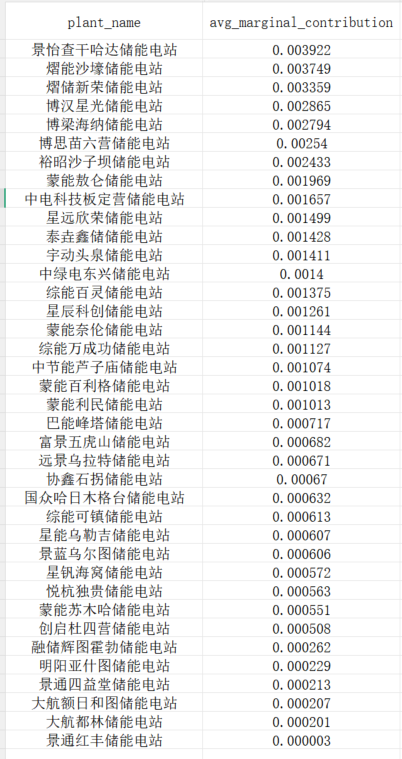 plant_name avg_marginal_contribution
景怡查干哈达储能电站 0.003922
熠能沙壕储能电站 0.003749
熠储新荣储能电站 0.003359
博汉星光储能电站 0.002865
博梁海纳储能电站 0.002794
博思苗六营储能电站 0.00254
裕昭沙子坝储能电站 0.002433
蒙能敖仑储能电站 0.001969
中电科技板定营储能电站 0.001657
星远欣荣储能电站 0.001499
泰垚鑫储储能电站 0.001428
宇动头泉储能电站 0.001411
中绿电东兴储能电站 0.0014
综能百灵储能电站 0.001375
星辰科创储能电站 0.001261
蒙能奈伦储能电站 0.001144
综能万成功储能电站 0.001127
中节能芦子庙储能电站 0.001074
蒙能百利格储能电站 0.001018
蒙能利民储能电站 0.001013
巴能峰塔储能电站 0.000717
富景五虎山储能电站 0.000682
远景乌拉特储能电站 0.000671
协鑫石拐储能电站 0.00067
国众哈日木格台储能电站 0.000632
综能可镇储能电站 0.000613
星能乌勒吉储能电站 0.000607
景蓝乌尔图储能电站 0.000606
星钒海窝储能电站 0.000572
悦杭独贵储能电站 0.000563
蒙能苏木哈储能电站 0.000551
创启杜四营储能电站 0.000508
融储辉图霍勃储能电站 0.000262
明阳亚什图储能电站 0.000229
景通四益堂储能电站 0.000213
大航额日和图储能电站 0.000207
大航都林储能电站 0.000201
景通红丰储能电站 0.000003